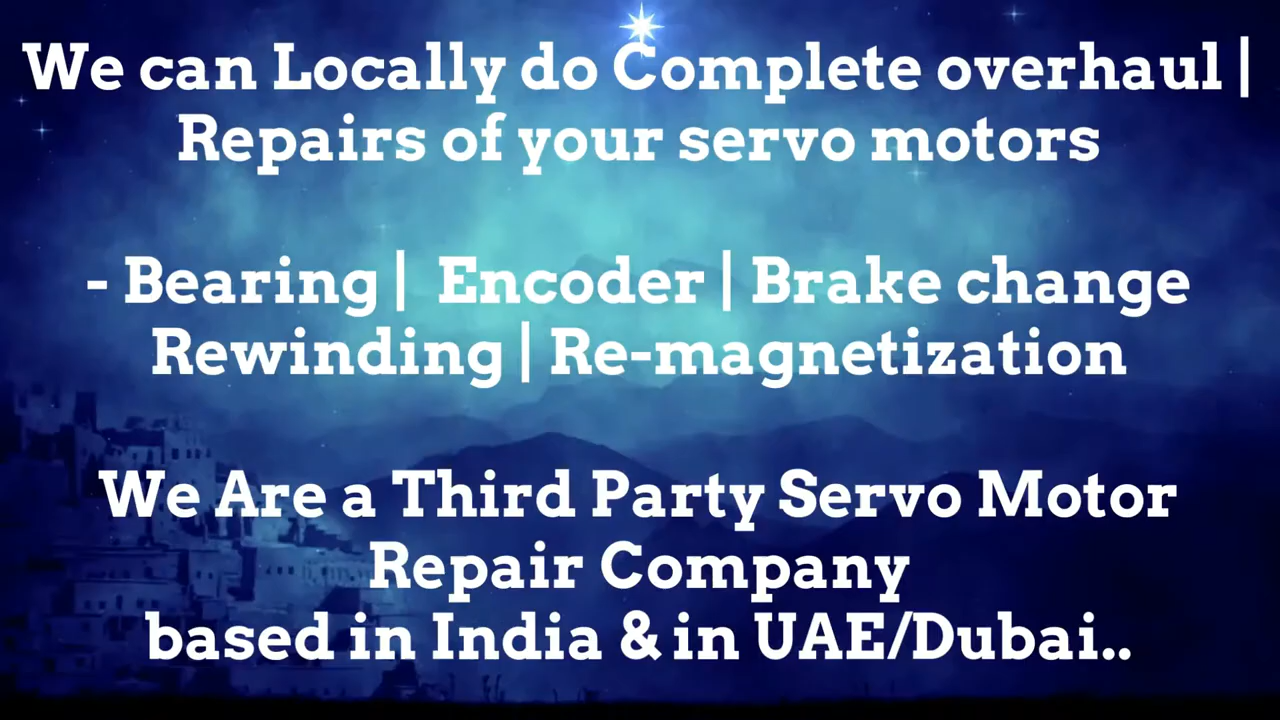 We can Locally do Complete overhaul |
Repairs of your servo motors
- Bearing | Encoder | Brake change
Rewinding | Re-magnetization
We Are a Third Party Servo Motor
Repair Company
based in India & in UAE/Dubai..